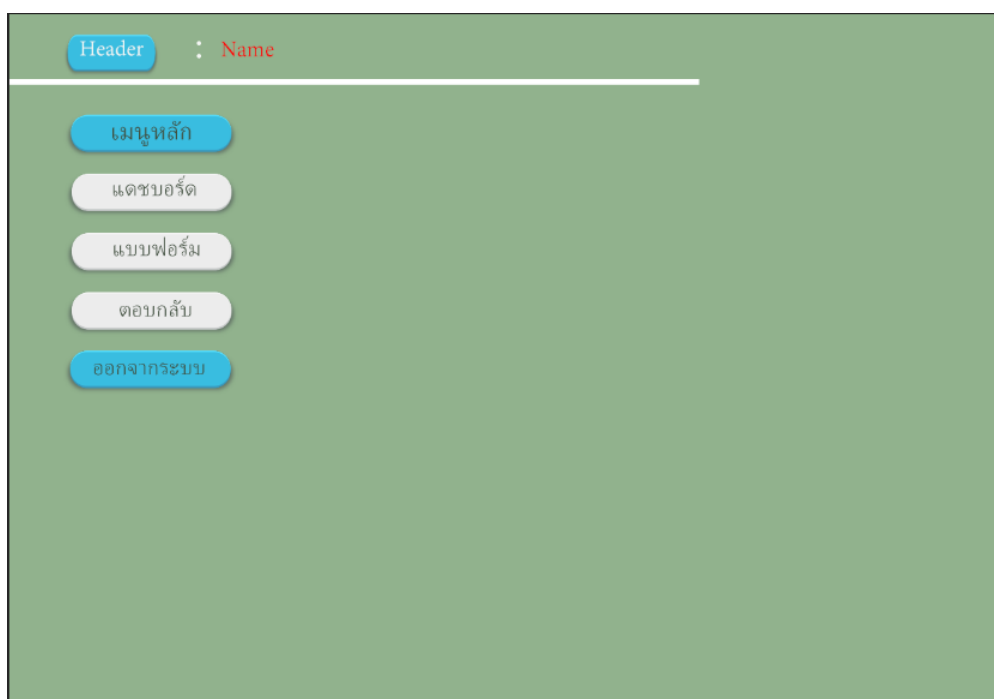 Header : Name
เมนูหลัก
แดชบอร์ด
แบบฟอร์ม
ตอบกลับ
ออกจากระบบ